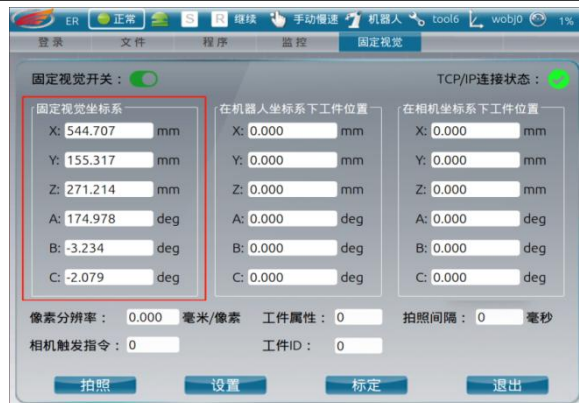 ER 正常 S R 继续 手动慢速 机器人 tool6 wobj0 1%
登录 文件 程序 监控 固定视觉
固定视觉开关： TCP/IP连接状态：
固定视觉坐标系 在机器人坐标系下工件位置 在相机坐标系下工件位置
X: 544.707 mm X: 0.000 mm X: 0.000 mm
Y: 155.317 mm Y: 0.000 mm Y: 0.000 mm
Z: 271.214 mm Z: 0.000 mm Z: 0.000 mm
A: 174.978 deg A: 0.000 deg A: 0.000 deg
B: -3.234 deg B: 0.000 deg B: 0.000 deg
C: -2.079 deg C: 0.000 deg C: 0.000 deg
像素分辨率： 0.000 毫米/像素 工件属性： 0 拍照间隔： 0 毫秒
相机触发指令： 0 工件ID： 0
拍照 设置 标定 退出